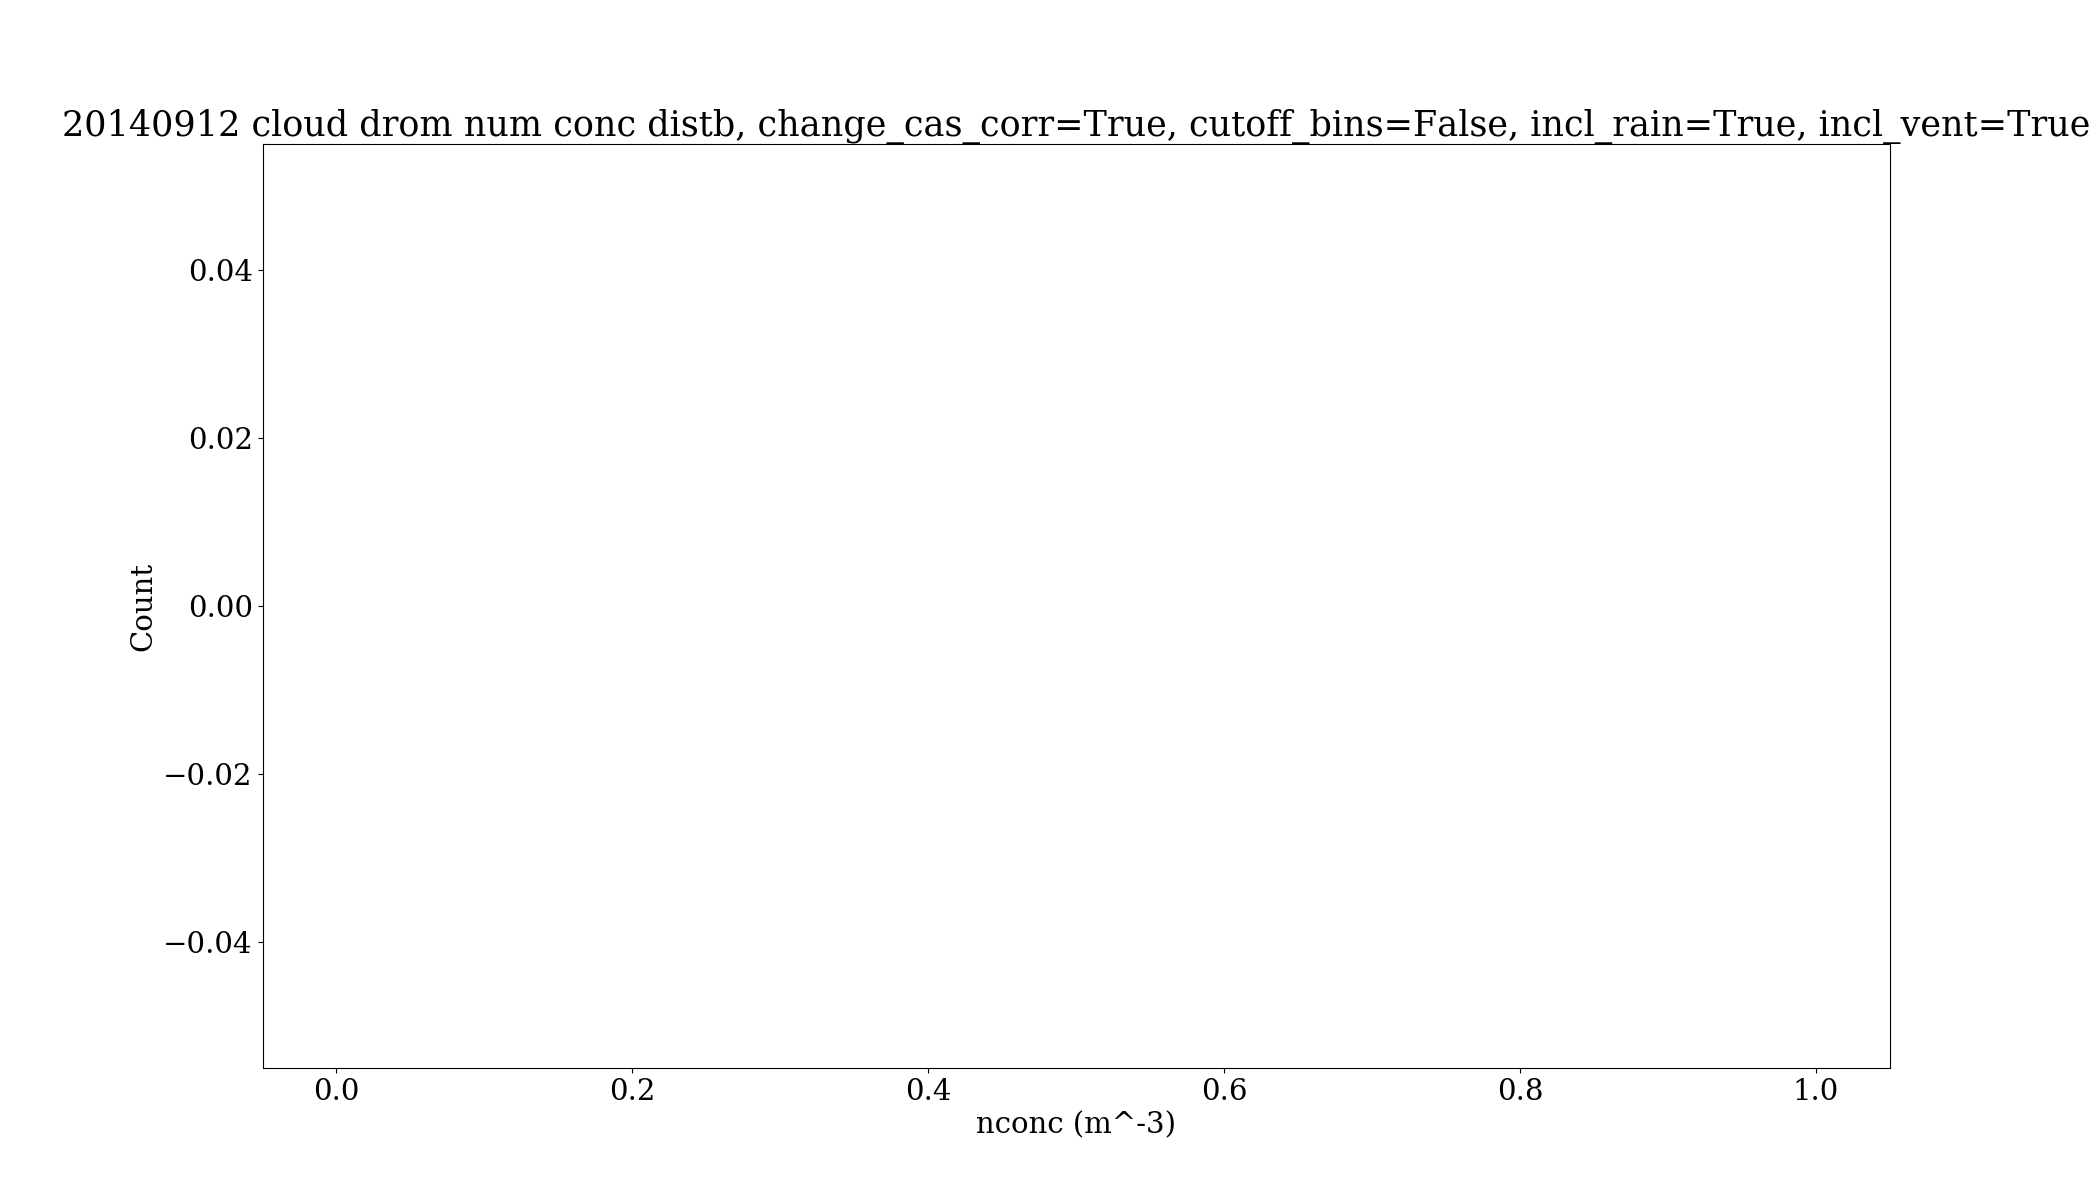 20140912 cloud drom num conc distb, change_cas_corr=True, cutoff_bins=False, incl_rain=True, incl_vent=True
0.04
0.02
0.00
−0.02
−0.04
Count
0.0 0.2 0.4 0.6 0.8 1.0
nconc (m^-3)